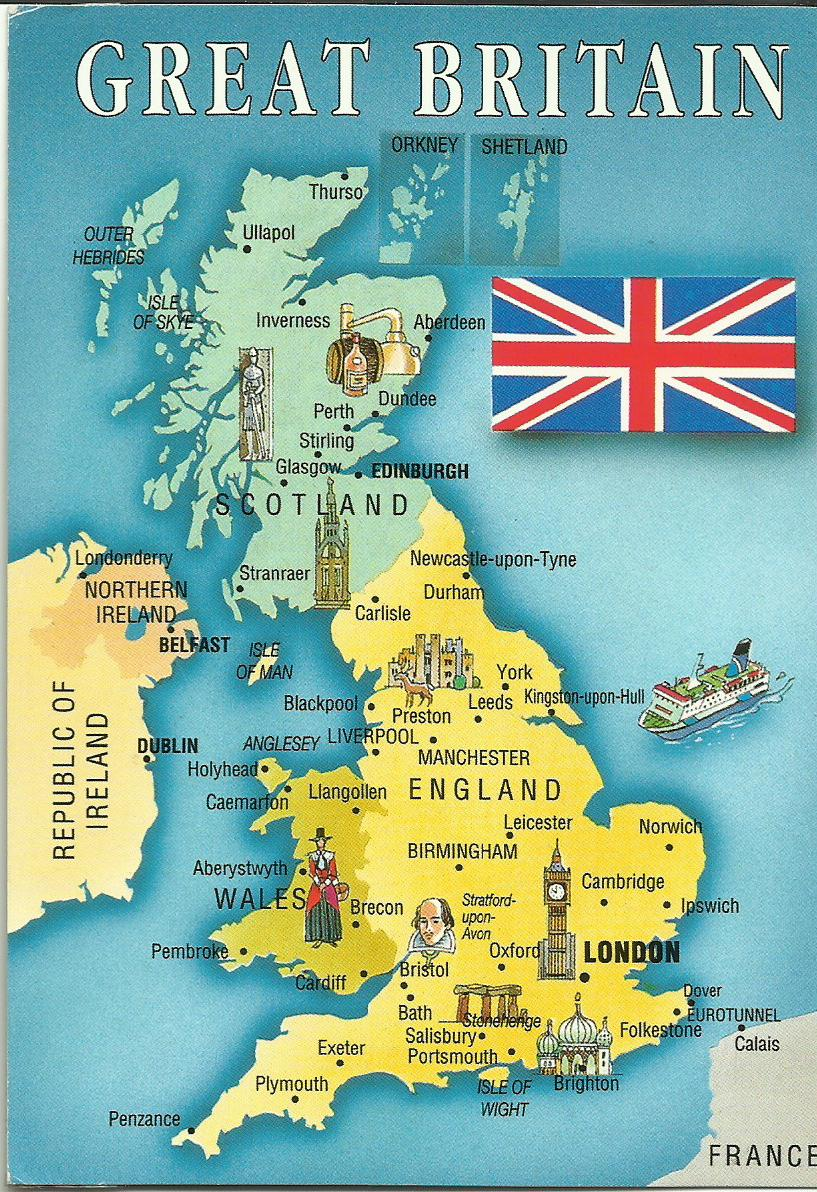 GREAT BRITAIN
ORKNEY
SHETLAND
Thurso
OUTER
HEBRIDES
Ullapol
ISLE
OF SKYE
Inverness
Aberdeen
Dundee
Perth
Stirling
Glasgow
EDINBURGH
SCOTLAND
Londonderry
NORTHERN
IRELAND
BELFAST
Stranraer
Newcastle-upon-Tyne
Durham
Carlisle
ISLE
OF MAN
York
Kingston-upon-Hull
Blackpool
Preston
Leeds
REPUBLIC OF
IRELAND
DUBLIN
ANGLESEY
LIVERPOOL
MANCHESTER
Holyhead
Caernarfon
Llangollen
ENGLAND
Leicester
Norwich
BIRMINGHAM
Aberystwyth
WALES
Brecon
Stratford-
upon-
Avon
Cambridge
Ipswich
Pembroke
Oxford
LONDON
Cardiff
Bristol
Bath
Stonehenge
Salisbury
Portsmouth
Dover
EUROTUNNEL
Folkestone
Calais
Exeter
Plymouth
ISLE OF
WIGHT
Brighton
Penzance
FRANCE